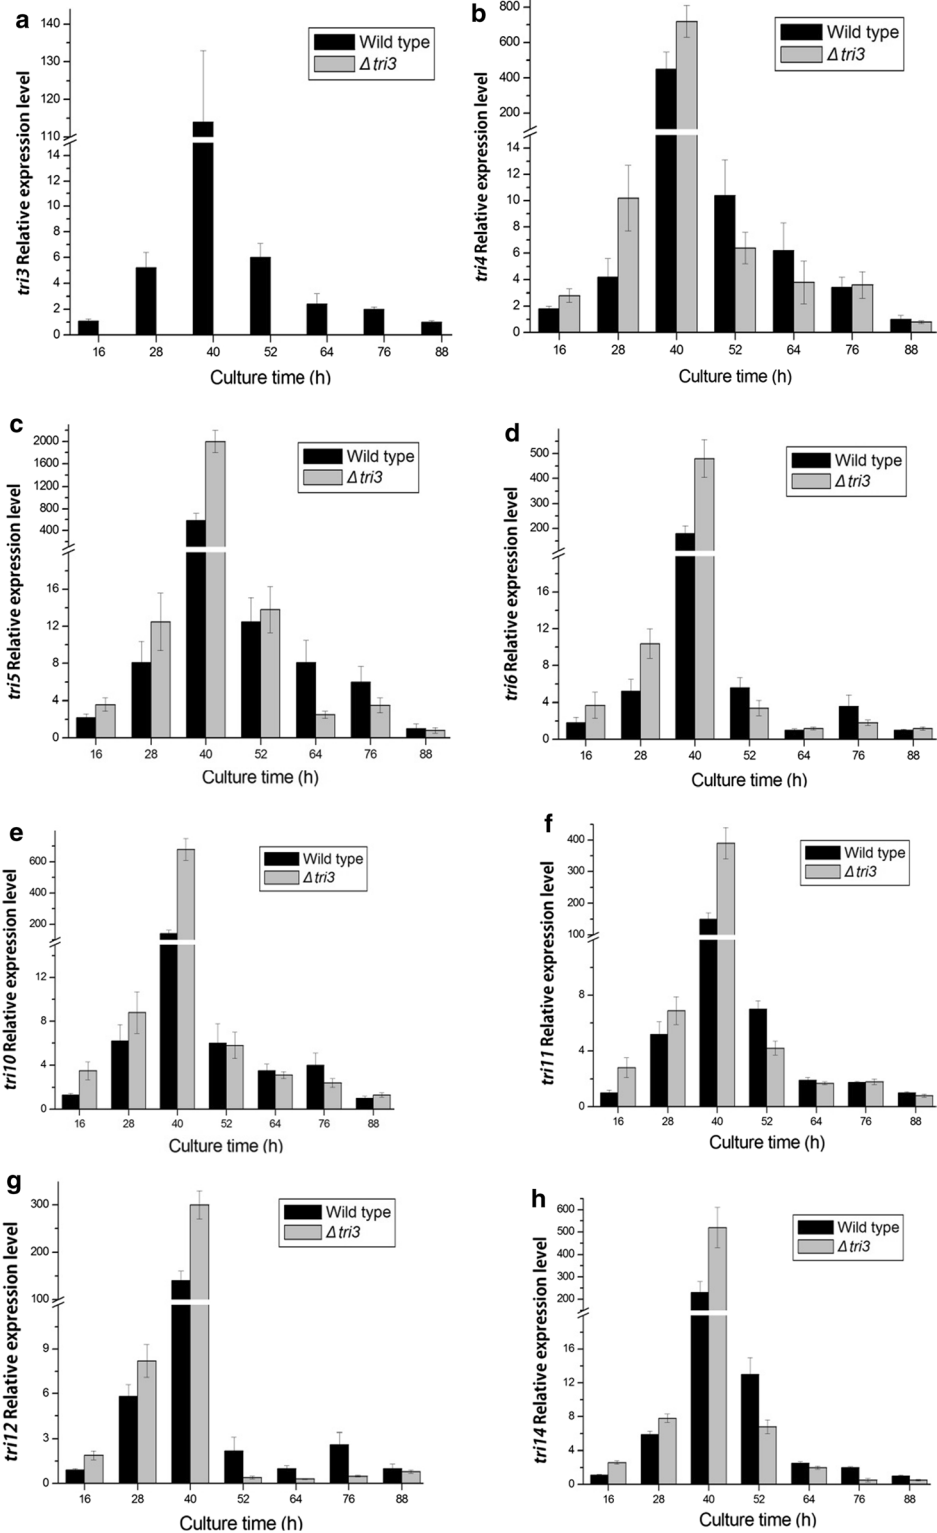 a
tri3 Relative expression level
140
130
120
110
14
12
10
8
6
4
2
0
Wild type
Δ tri3
16 28 40 52 64 76 88
Culture time (h)
b
tri4 Relative expression level
800
600
400
200
14
12
10
8
6
4
2
0
Wild type
Δ tri3
16 28 40 52 64 76 88
Culture time (h)
c
tri5 Relative expression level
2000
1600
1200
800
400
16
12
8
4
0
Wild type
Δ tri3
16 28 40 52 64 76 88
Culture time (h)
d
tri6 Relative expression level
500
400
300
200
16
12
8
4
0
Wild type
Δ tri3
16 28 40 52 64 76 88
Culture time (h)
e
tri10 Relative expression level
600
400
200
12
8
4
0
Wild type
Δ tri3
16 28 40 52 64 76 88
Culture time (h)
f
tri11 Relative expression level
400
300
200
100
8
4
0
Wild type
Δ tri3
16 28 40 52 64 76 88
Culture time (h)
g
tri12 Relative expression level
300
200
100
9
6
3
0
Wild type
Δ tri3
16 28 40 52 64 76 88
Culture time (h)
h
tri14 Relative expression level
600
500
400
300
200
16
12
8
4
0
Wild type
Δ tri3
16 28 40 52 64 76 88
Culture time (h)